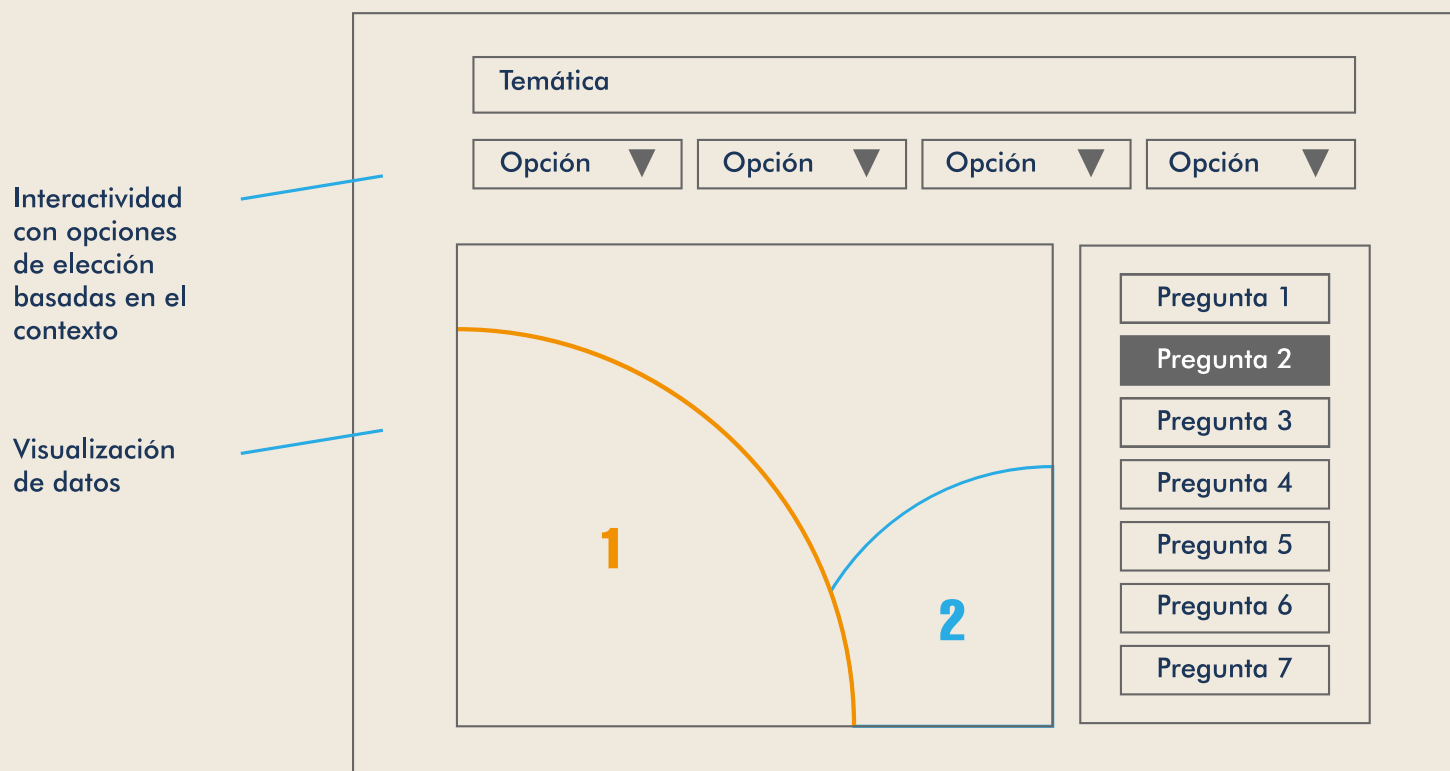 Temática
Opción
Opción
Opción
Opción
Interactividad
con opciones
de elección
basadas en el
contexto
Visualización
de datos
1
2
Pregunta 1
Pregunta 2
Pregunta 3
Pregunta 4
Pregunta 5
Pregunta 6
Pregunta 7